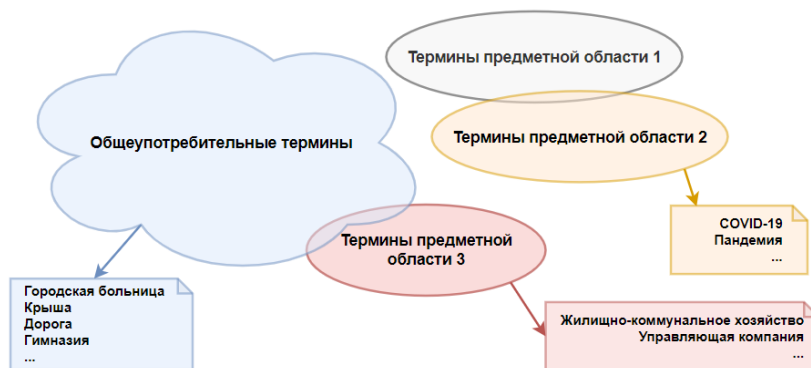 Термины предметной области 1
Общеупотребительные термины
Термины предметной области 2
COVID-19
Пандемия
...
Термины предметной
области 3
Городская больница
Крыша
Дорога
Гимназия
...
Жилищно-коммунальное хозяйство
Управляющая компания
...